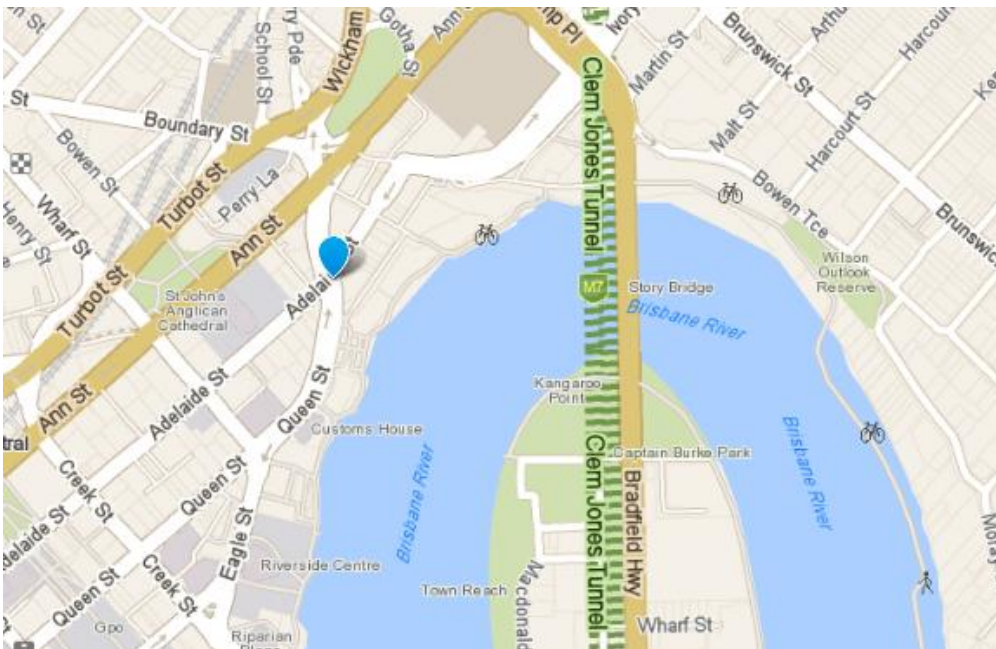 Ann St
Brunswick St
Wickham
Gotha St
School St
Martin St
Harcourt
St
Boundary St
Clem Jones Tunnel
Malt St
Harcourt St
Bowen St
Turbot St
Perry La
Bowen Tce
Wharf St
Henry St
Ann St
Brunswick
Wilson
Outlook
Reserve
Turbot St
St John's
Anglican
Cathedral
M7
Story Bridge
Brisbane River
Kangaroo
Point
Ann St
Adelaide St
Queen St
Customs House
Captain Burke Park
Brisbane River
Brisbane River
Clem Jones Tunnel
Bradfield Hwy
Creek St
Queen St
Eagle St
Riverside Centre
Town Reach
Macdonald
Moray
Queen St
Creek St
Gpo
Riparian
Wharf St